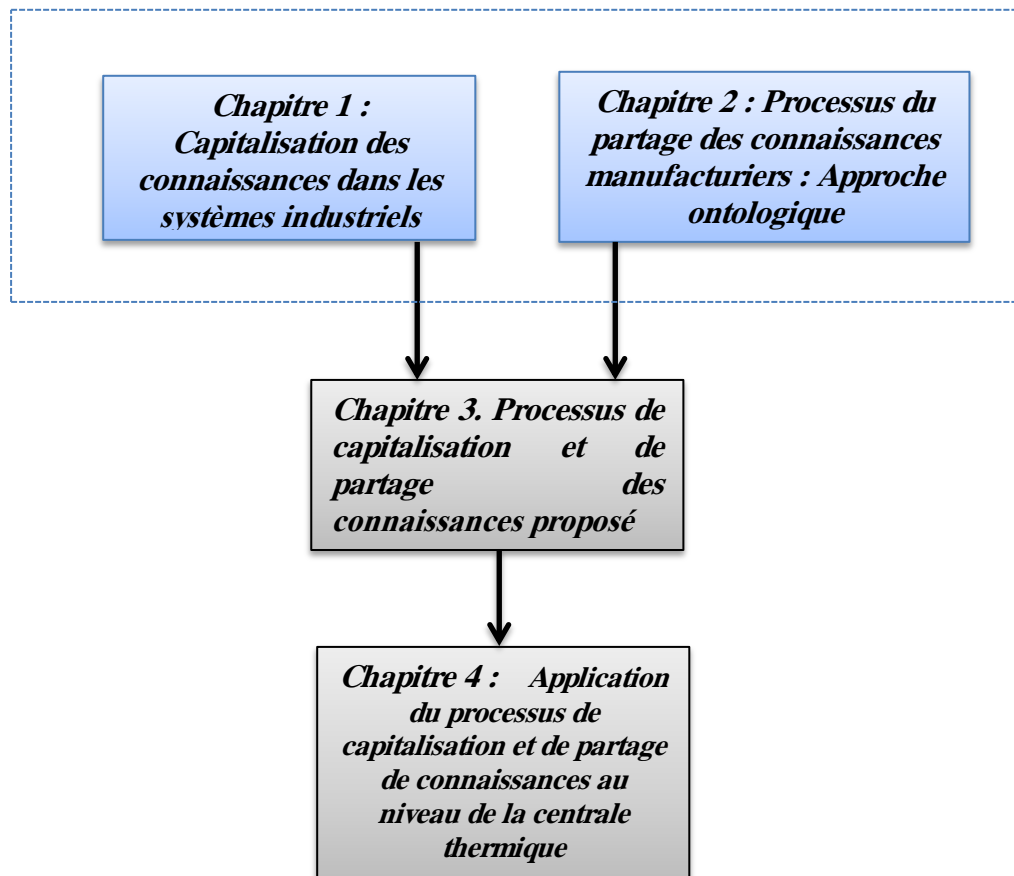 Chapitre 1 :
Capitalisation des
connaissances dans les
systèmes industriels
Chapitre 2 : Processus du
partage des connaissances
manufacturiers : Approche
ontologique
Chapitre 3. Processus de
capitalisation et de
partage des
connaissances proposé
Chapitre 4 : Application
du processus de
capitalisation et de partage
de connaissances au
niveau de la centrale
thermique